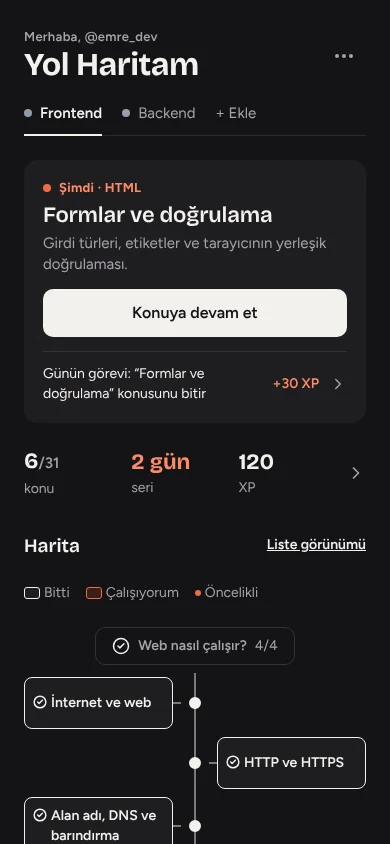 Merhaba, @emre_dev
Yol Haritam
Frontend
Backend
+ Ekle
Şimdi · HTML
Formlar ve doğrulama
Girdi türleri, etiketler ve tarayıcının yerleşik
doğrulaması.
Konuya devam et
Günün görevi: “Formlar ve
doğrulama” konusunu bitir
+30 XP
6/31
konu
2 gün
seri
120
XP
Harita
Liste görünümü
Bitti
Çalışıyorum
Öncelikli
Web nasıl çalışır? 4/4
İnternet ve web
HTTP ve HTTPS
Alan adı, DNS ve
barındırma